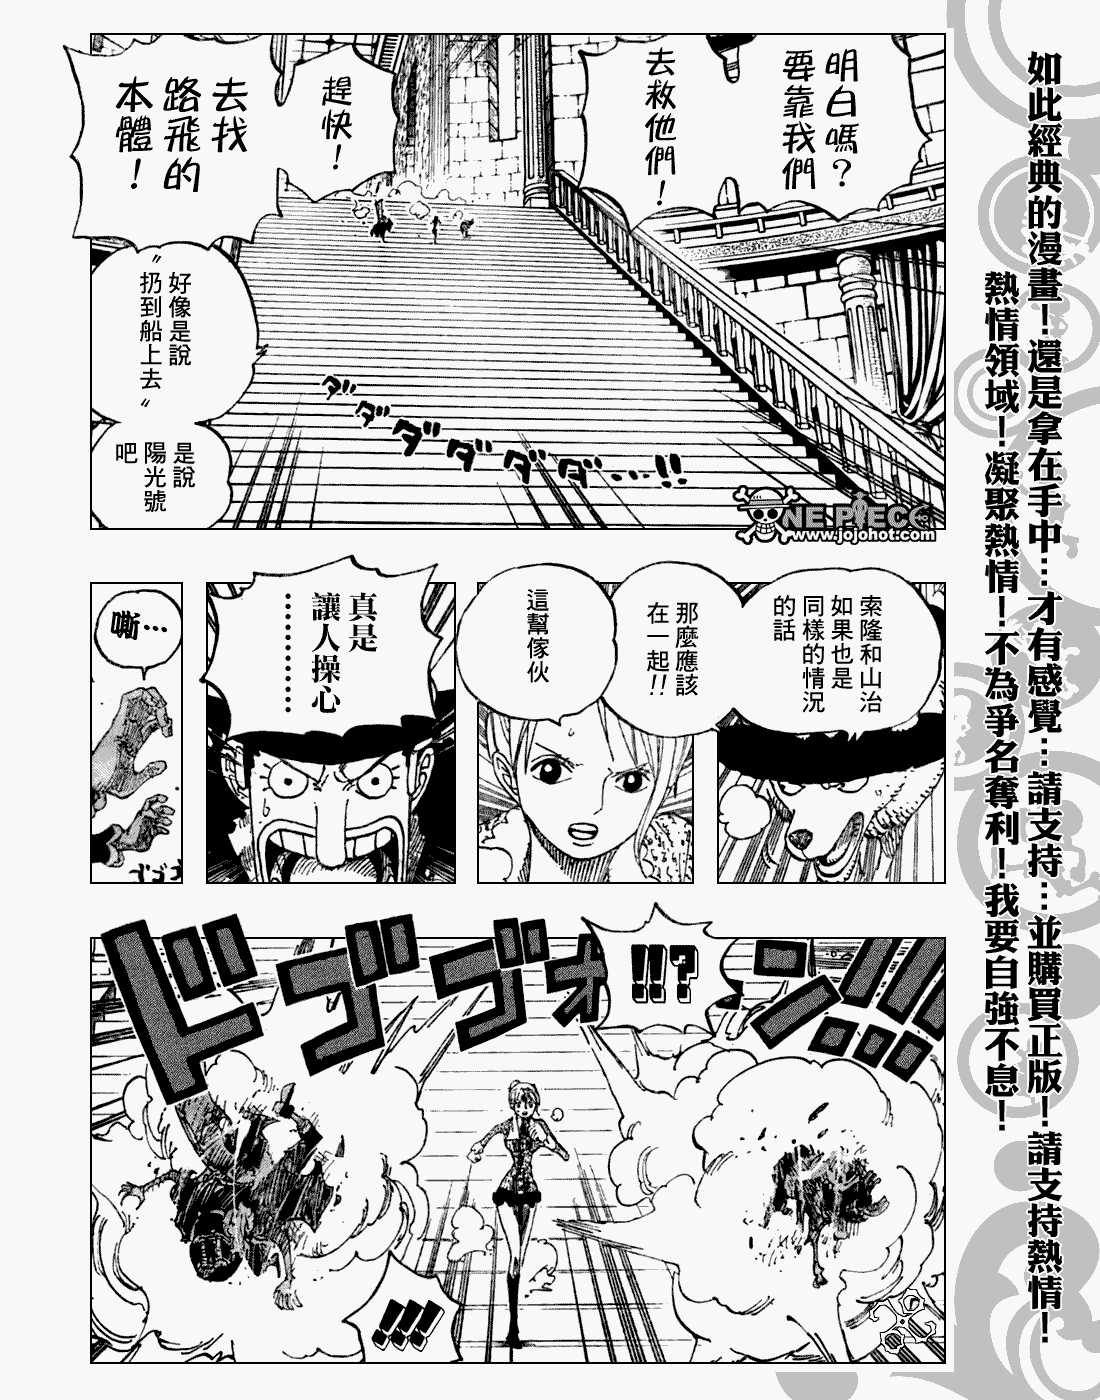 明白嗎？
要靠我們
去救他們！
趕快！
去找
路飛的
本體！
好像是說
〝扔到船上去〞
是說
陽光號
吧
ダダダダダダ…!!
ONE PIECE
www.jojohot.com
索隆和山治
如果也是
同樣的情況
的話
那麼應該
在一起!!
這幫傢伙
真是
讓人操心
…………
嘶…
ゴゴゴ
ドゴゴォン!!!
!!?
!!!
如此經典的漫畫！還是拿在手中…才有感覺…請支持…並購買正版！請支持熱情！
熱情領域！凝聚熱情！不為爭名奪利！我要自強不息！